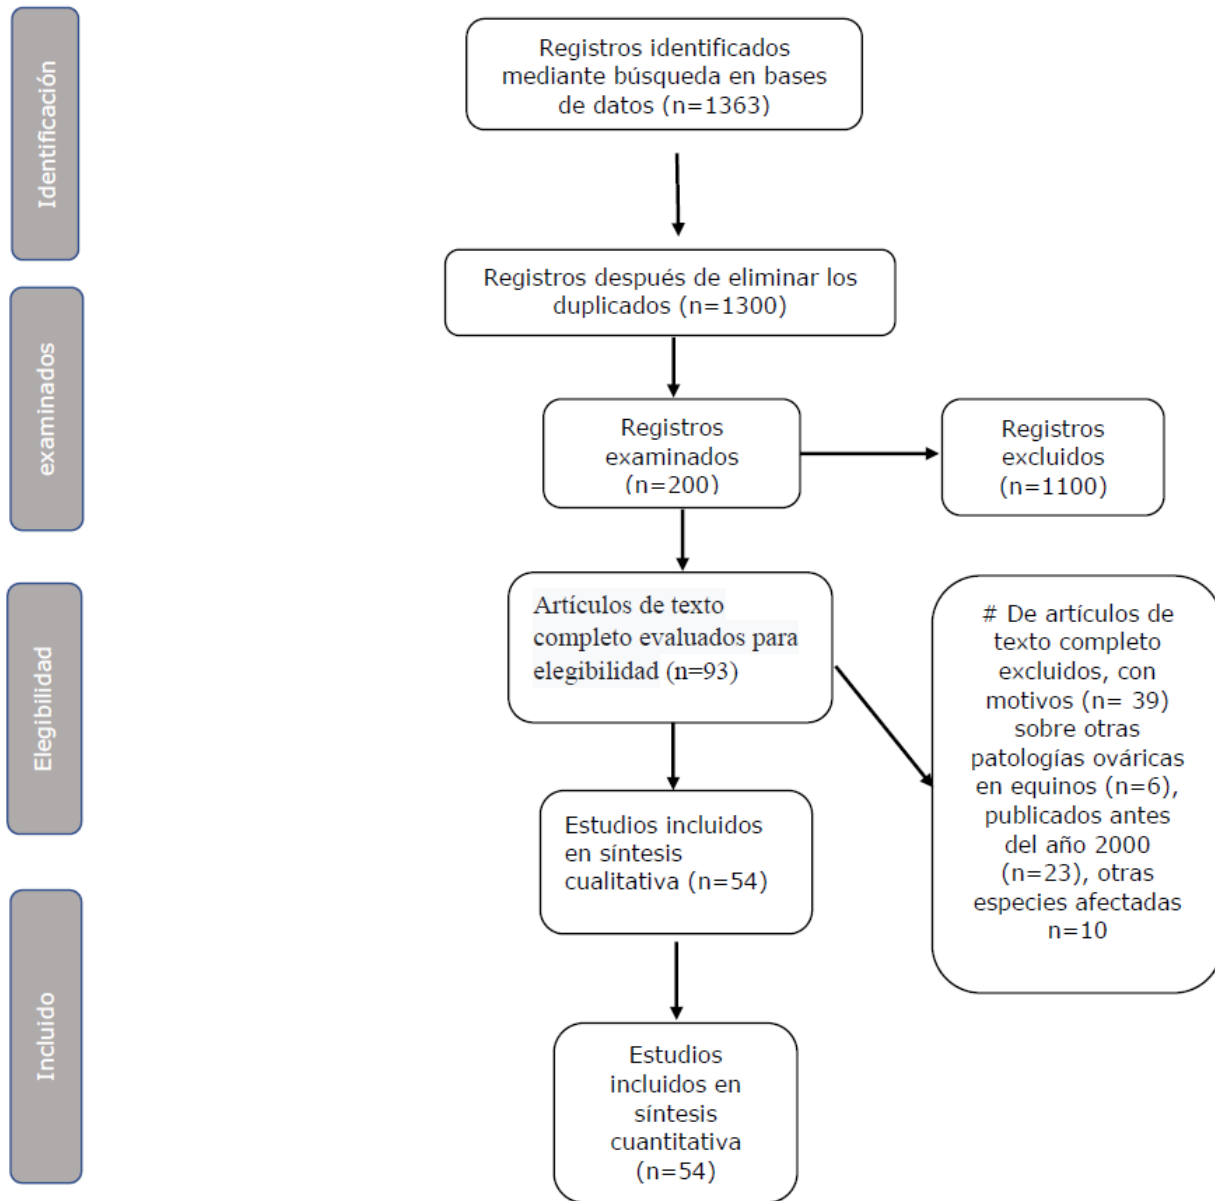 Identificación
Registros identificados
mediante búsqueda en bases
de datos (n=1363)
Registros después de eliminar los
duplicados (n=1300)
examinados
Registros
examinados
(n=200)
Registros
excluidos
(n=1100)
Elegibilidad
Artículos de texto
completo evaluados para
elegibilidad (n=93)
# De artículos de
texto completo
excluidos, con
motivos (n= 39)
sobre otras
patologías ováricas
en equinos (n=6),
publicados antes
del año 2000
(n=23), otras
especies afectadas
n=10
Estudios incluidos
en síntesis
cualitativa (n=54)
Incluido
Estudios
incluidos en
síntesis
cuantitativa
(n=54)